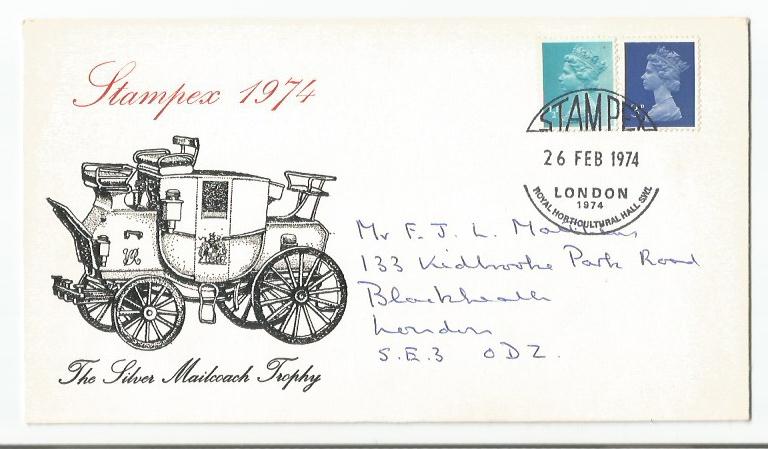 Stampex 1974
STAMPEX
26 FEB 1974
LONDON
1974
ROYAL HORTICULTURAL HALL SW1.
VR
The Silver Mailcoach Trophy
Mr F. J. L.
133 Kidbrooke Park Road
Blackheath
London
S.E.3 0DZ.